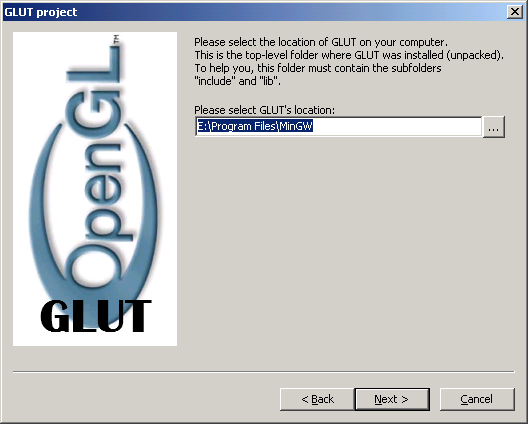 GLUT project
OpenGL™
GLUT
Please select the location of GLUT on your computer.
This is the top-level folder where GLUT was installed (unpacked).
To help you, this folder must contain the subfolders
"include" and "lib".
Please select GLUT's location:
E:\Program Files\MinGW
...
< Back
Next >
Cancel